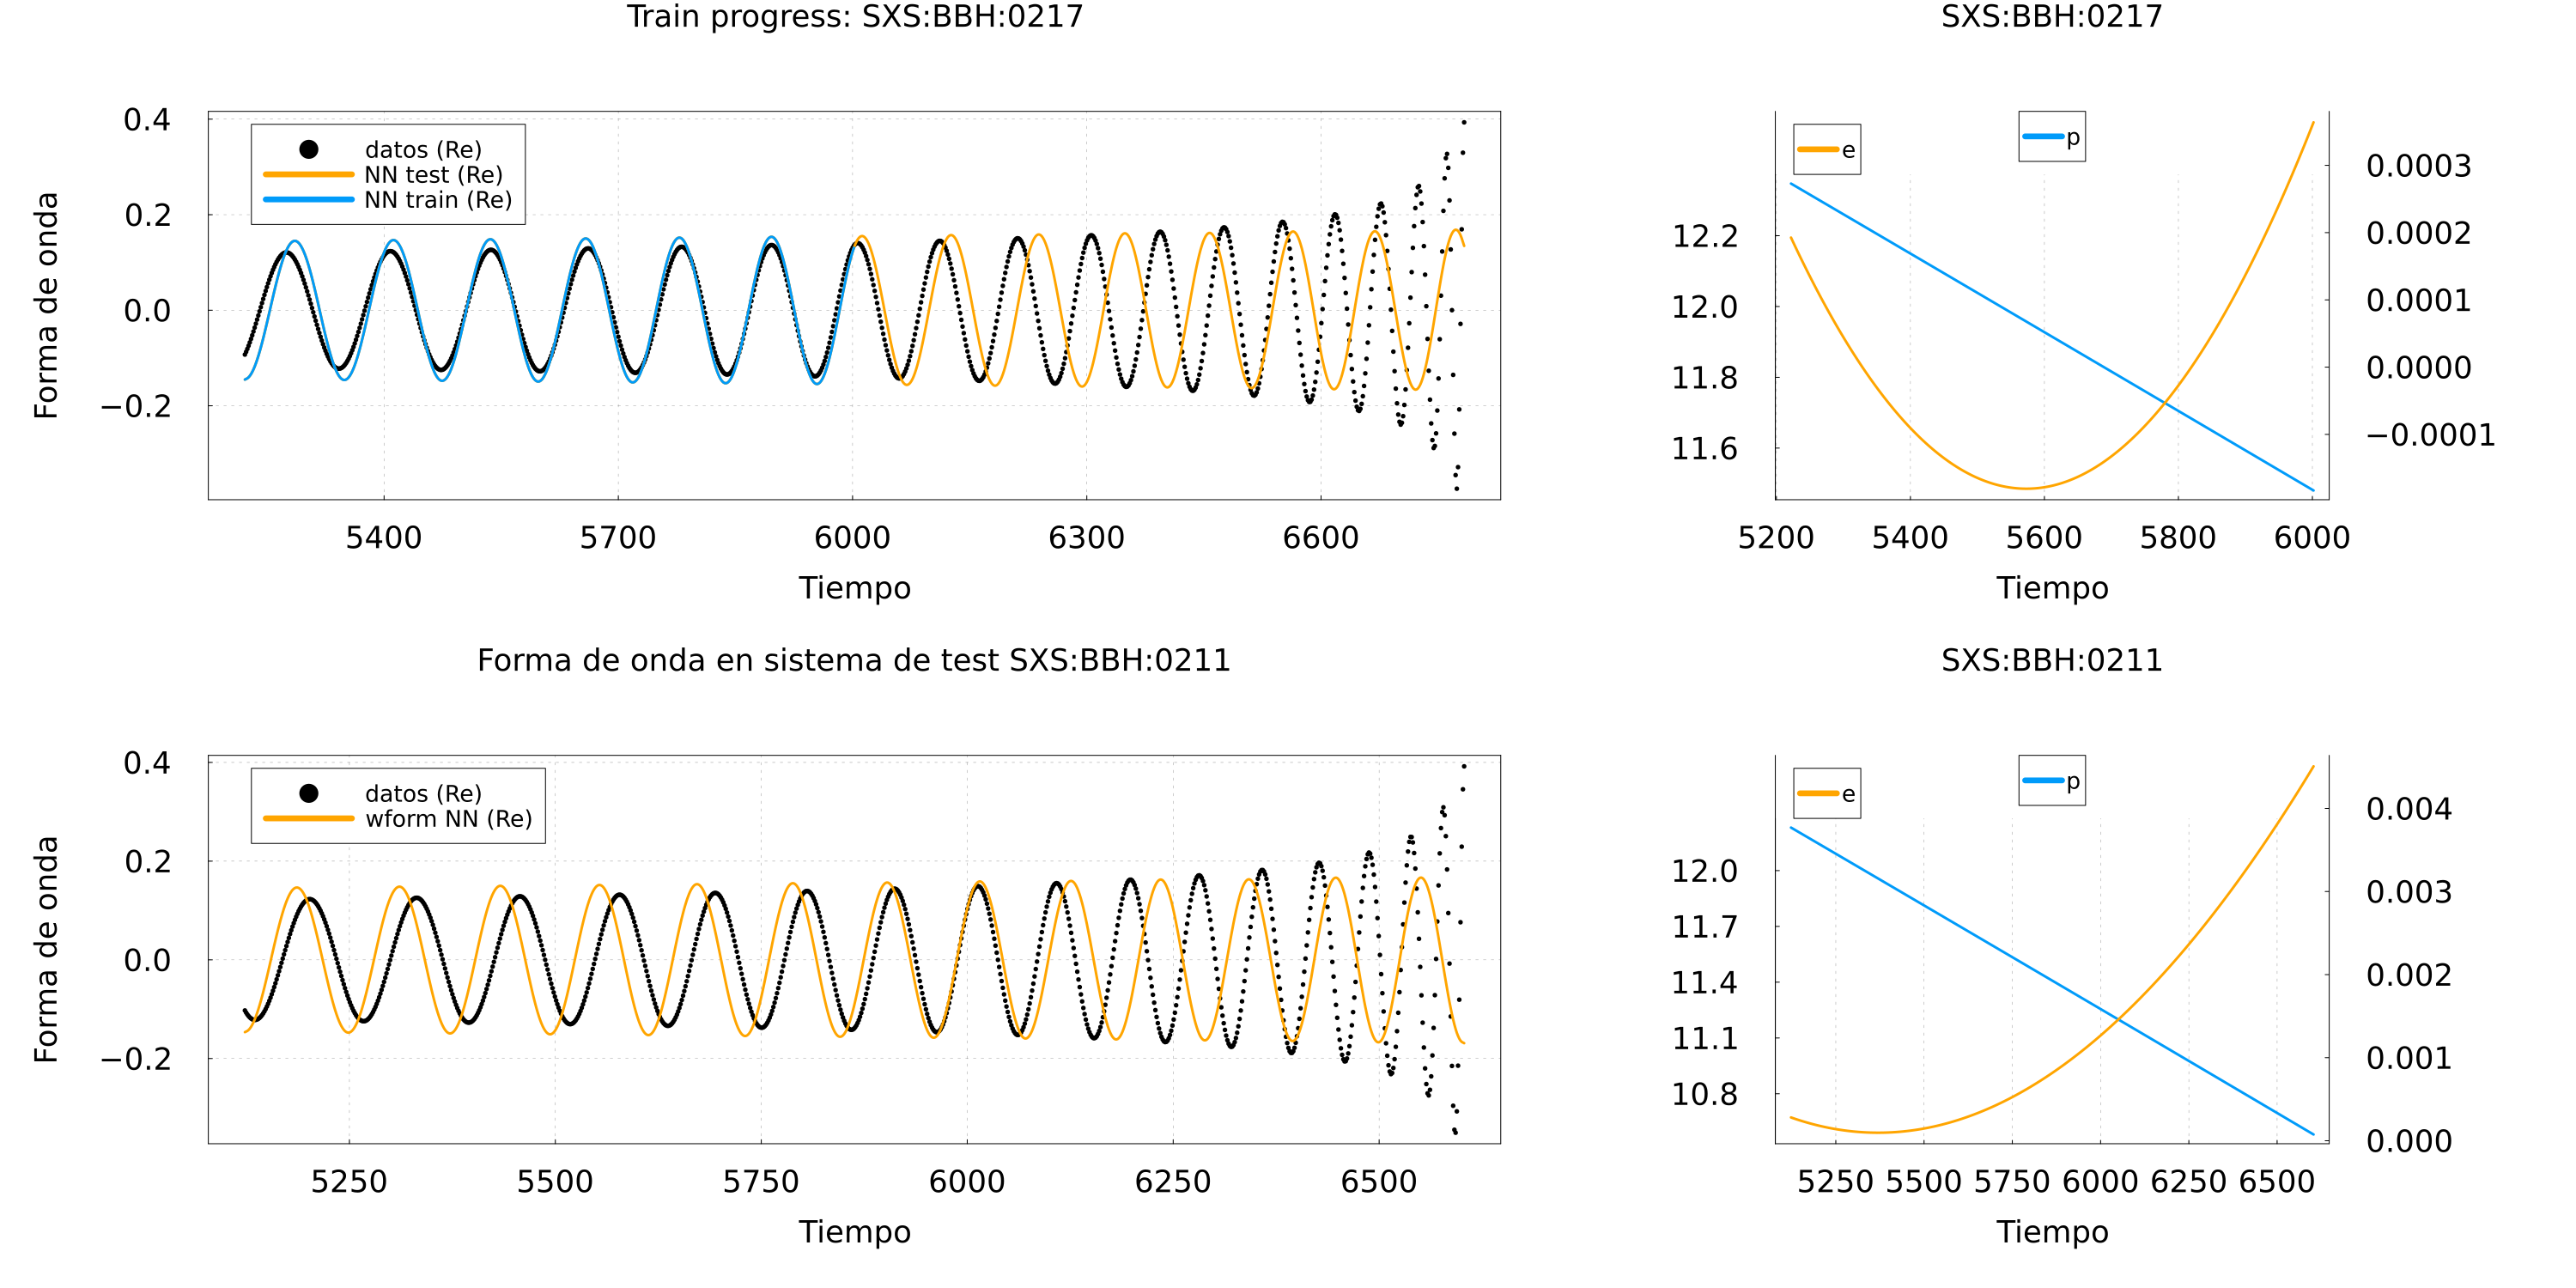 Train progress: SXS:BBH:0217
Forma de onda
0.4
0.2
0.0
−0.2
datos (Re)
NN test (Re)
NN train (Re)
5400 5700 6000 6300 6600
Tiempo
SXS:BBH:0217
12.2
12.0
11.8
11.6
e
p
0.0003
0.0002
0.0001
0.0000
−0.0001
5200 5400 5600 5800 6000
Tiempo
Forma de onda en sistema de test SXS:BBH:0211
Forma de onda
0.4
0.2
0.0
−0.2
datos (Re)
wform NN (Re)
5250 5500 5750 6000 6250 6500
Tiempo
SXS:BBH:0211
12.0
11.7
11.4
11.1
10.8
e
p
0.004
0.003
0.002
0.001
0.000
5250 5500 5750 6000 6250 6500
Tiempo